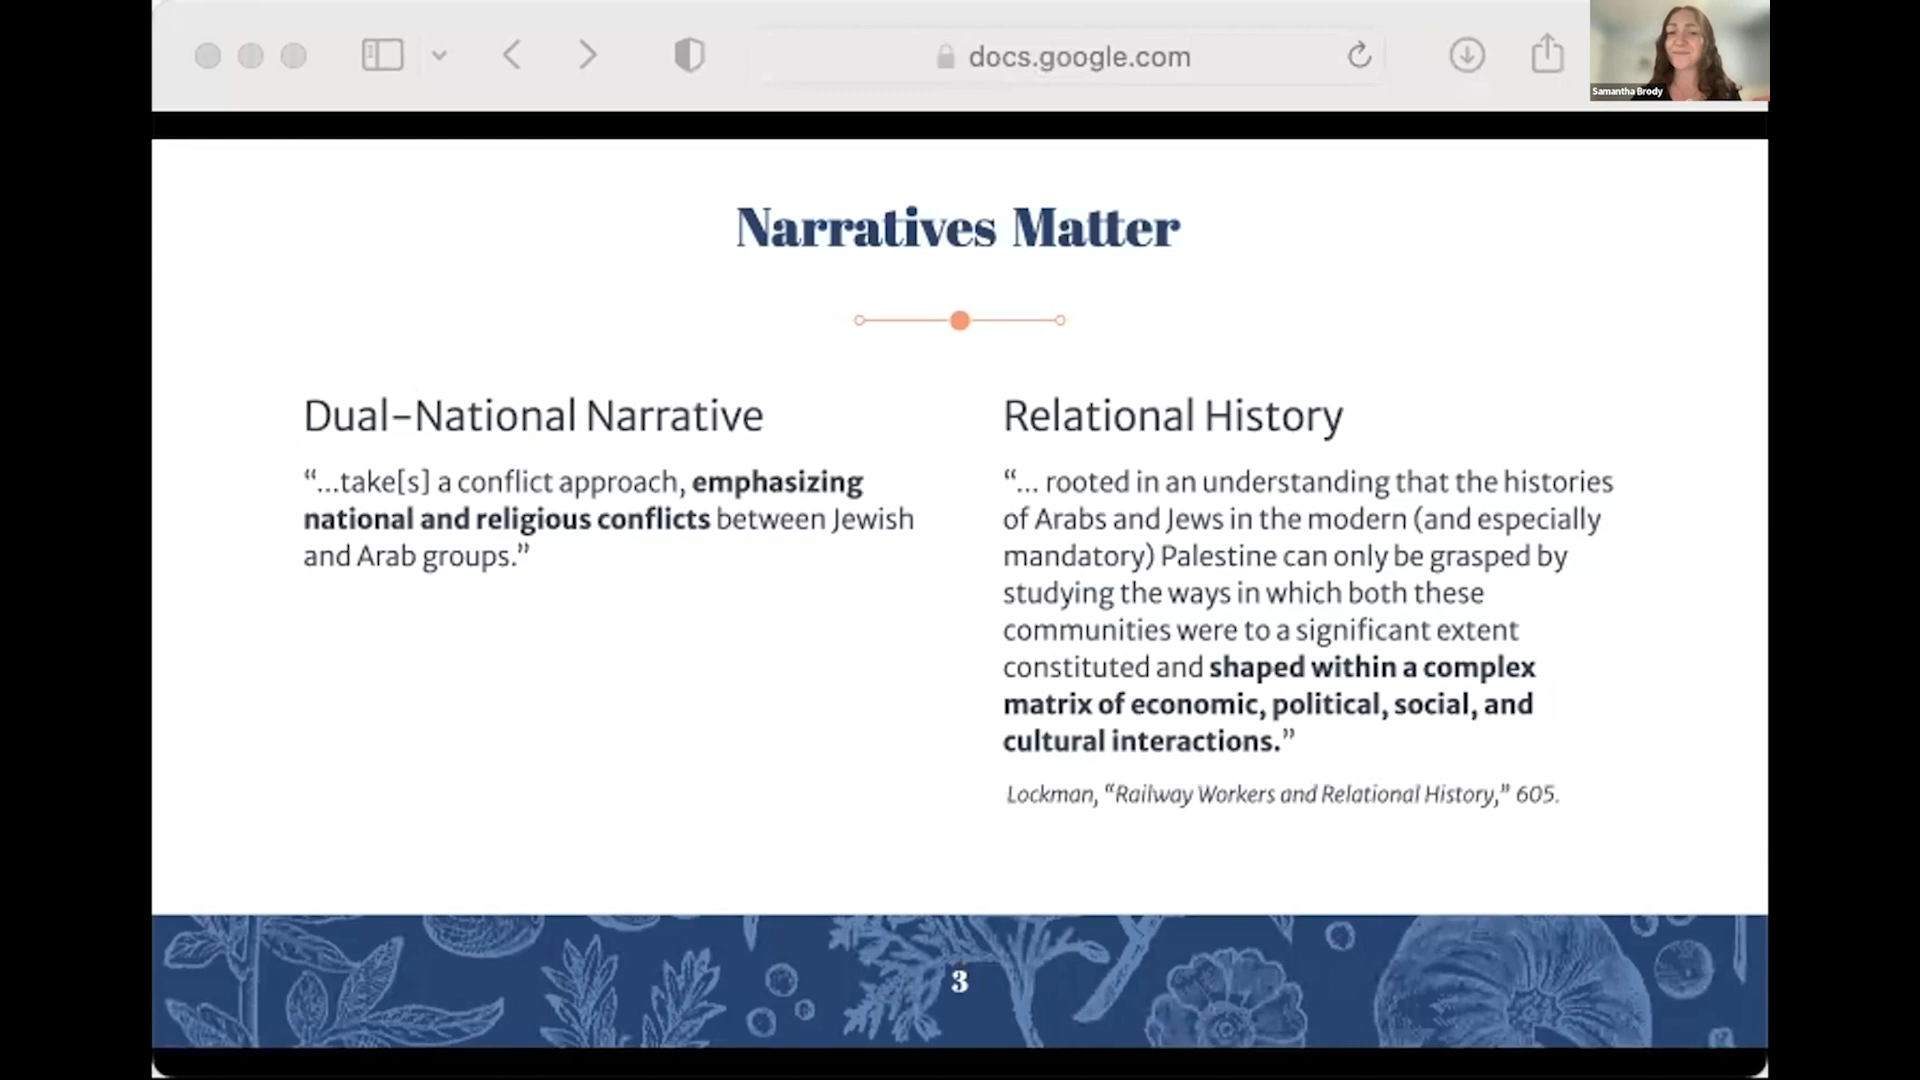 docs.google.com
Samantha Brody
Narratives Matter
Dual-National Narrative
“...take[s] a conflict approach, emphasizing
national and religious conflicts between Jewish
and Arab groups.”
Relational History
“... rooted in an understanding that the histories
of Arabs and Jews in the modern (and especially
mandatory) Palestine can only be grasped by
studying the ways in which both these
communities were to a significant extent
constituted and shaped within a complex
matrix of economic, political, social, and
cultural interactions.”
Lockman, “Railway Workers and Relational History,” 605.
3